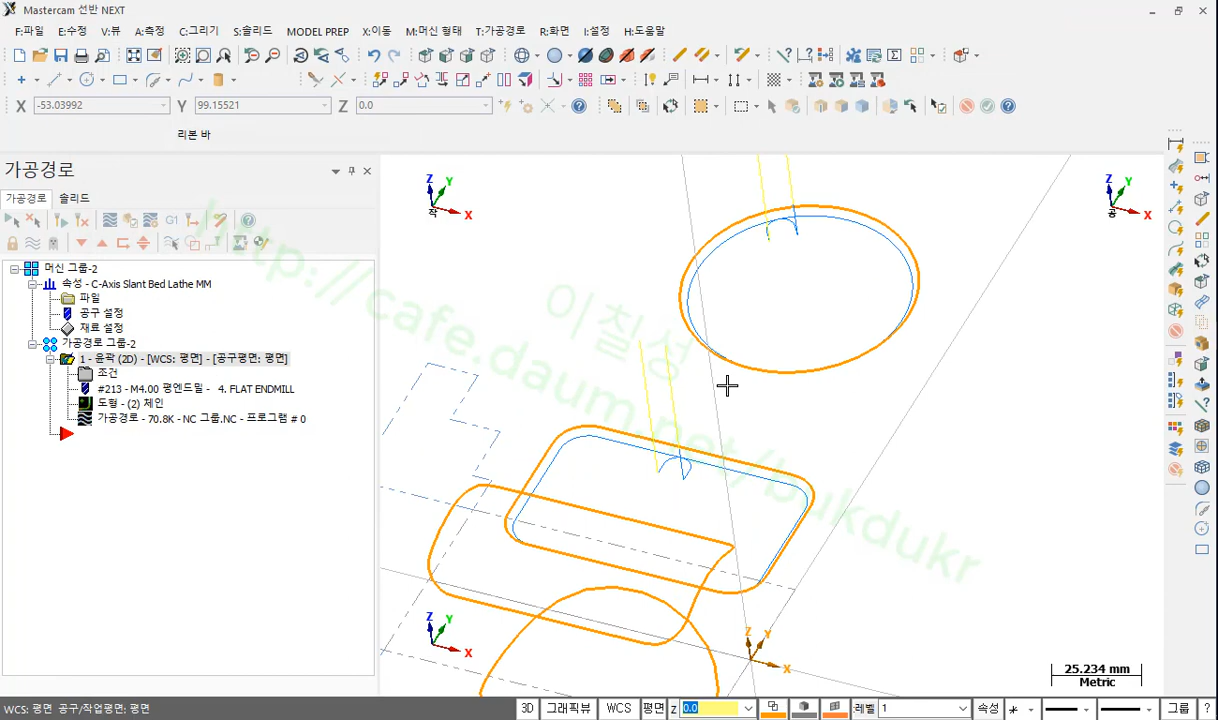 Mastercam 선반 NEXT
F:파일 E:수정 V:뷰 A:측정 C:그리기 S:솔리드 MODEL PREP X:이동 M:머신 형태 T:가공경로 R:화면 I:설정 H:도움말
X -53.03992 Y 99.15521 Z 0.0
리본 바
가공경로
가공경로 솔리드
G1
머신 그룹-2
속성 - C-Axis Slant Bed Lathe MM
파일
공구 설정
재료 설정
가공경로 그룹-2
1 - 윤곽 (2D) - [WCS: 평면] - [공구평면: 평면]
조건
#213 - M4.00 평엔드밀 - 4. FLAT ENDMILL
도형 - (2) 체인
가공경로 - 70.8K - NC 그룹.NC - 프로그램 # 0
Z Y X 작
Z Y X 공
http://cafe.daum.net/bukdukr
이칠성
Z Y X
Z Y X
25.234 mm
Metric
WCS: 평면 공구/작업평면: 평면
3D 그래픽뷰 WCS 평면 Z 0.0 레벨 1 속성 그룹 ?